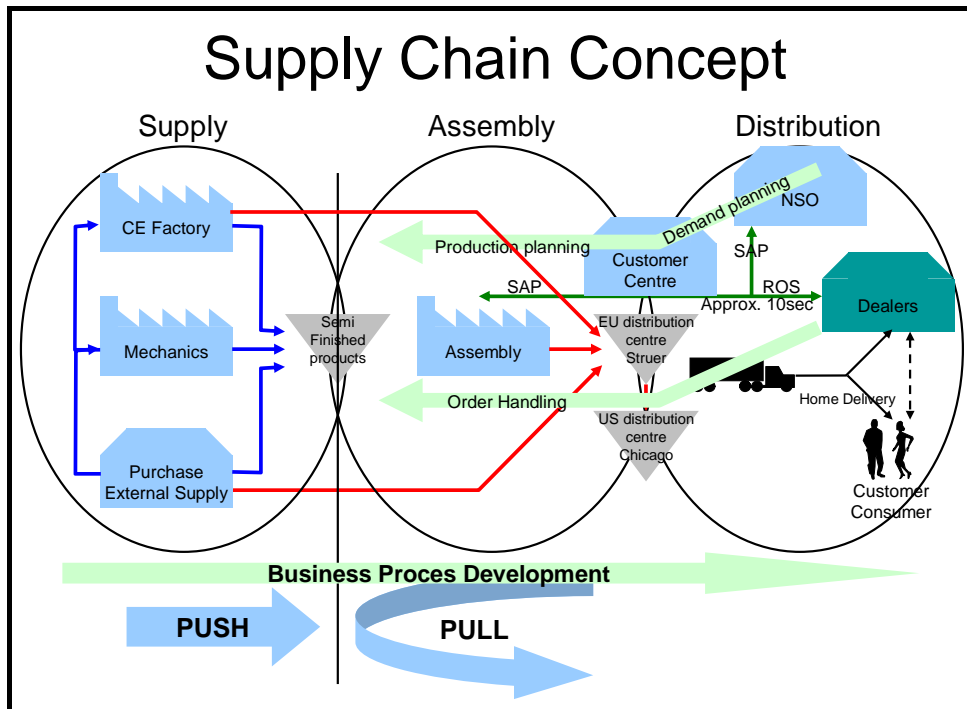 Supply Chain Concept
Supply
Assembly
Distribution
CE Factory
Mechanics
Purchase
External Supply
Semi
Finished
products
Production planning
Demand planning
NSO
Customer
Centre
SAP
SAP
ROS
Approx. 10sec
Dealers
Assembly
EU distribution
centre
Struer
Order Handling
US distribution
centre
Chicago
Home Delivery
Customer
Consumer
Business Proces Development
PUSH
PULL